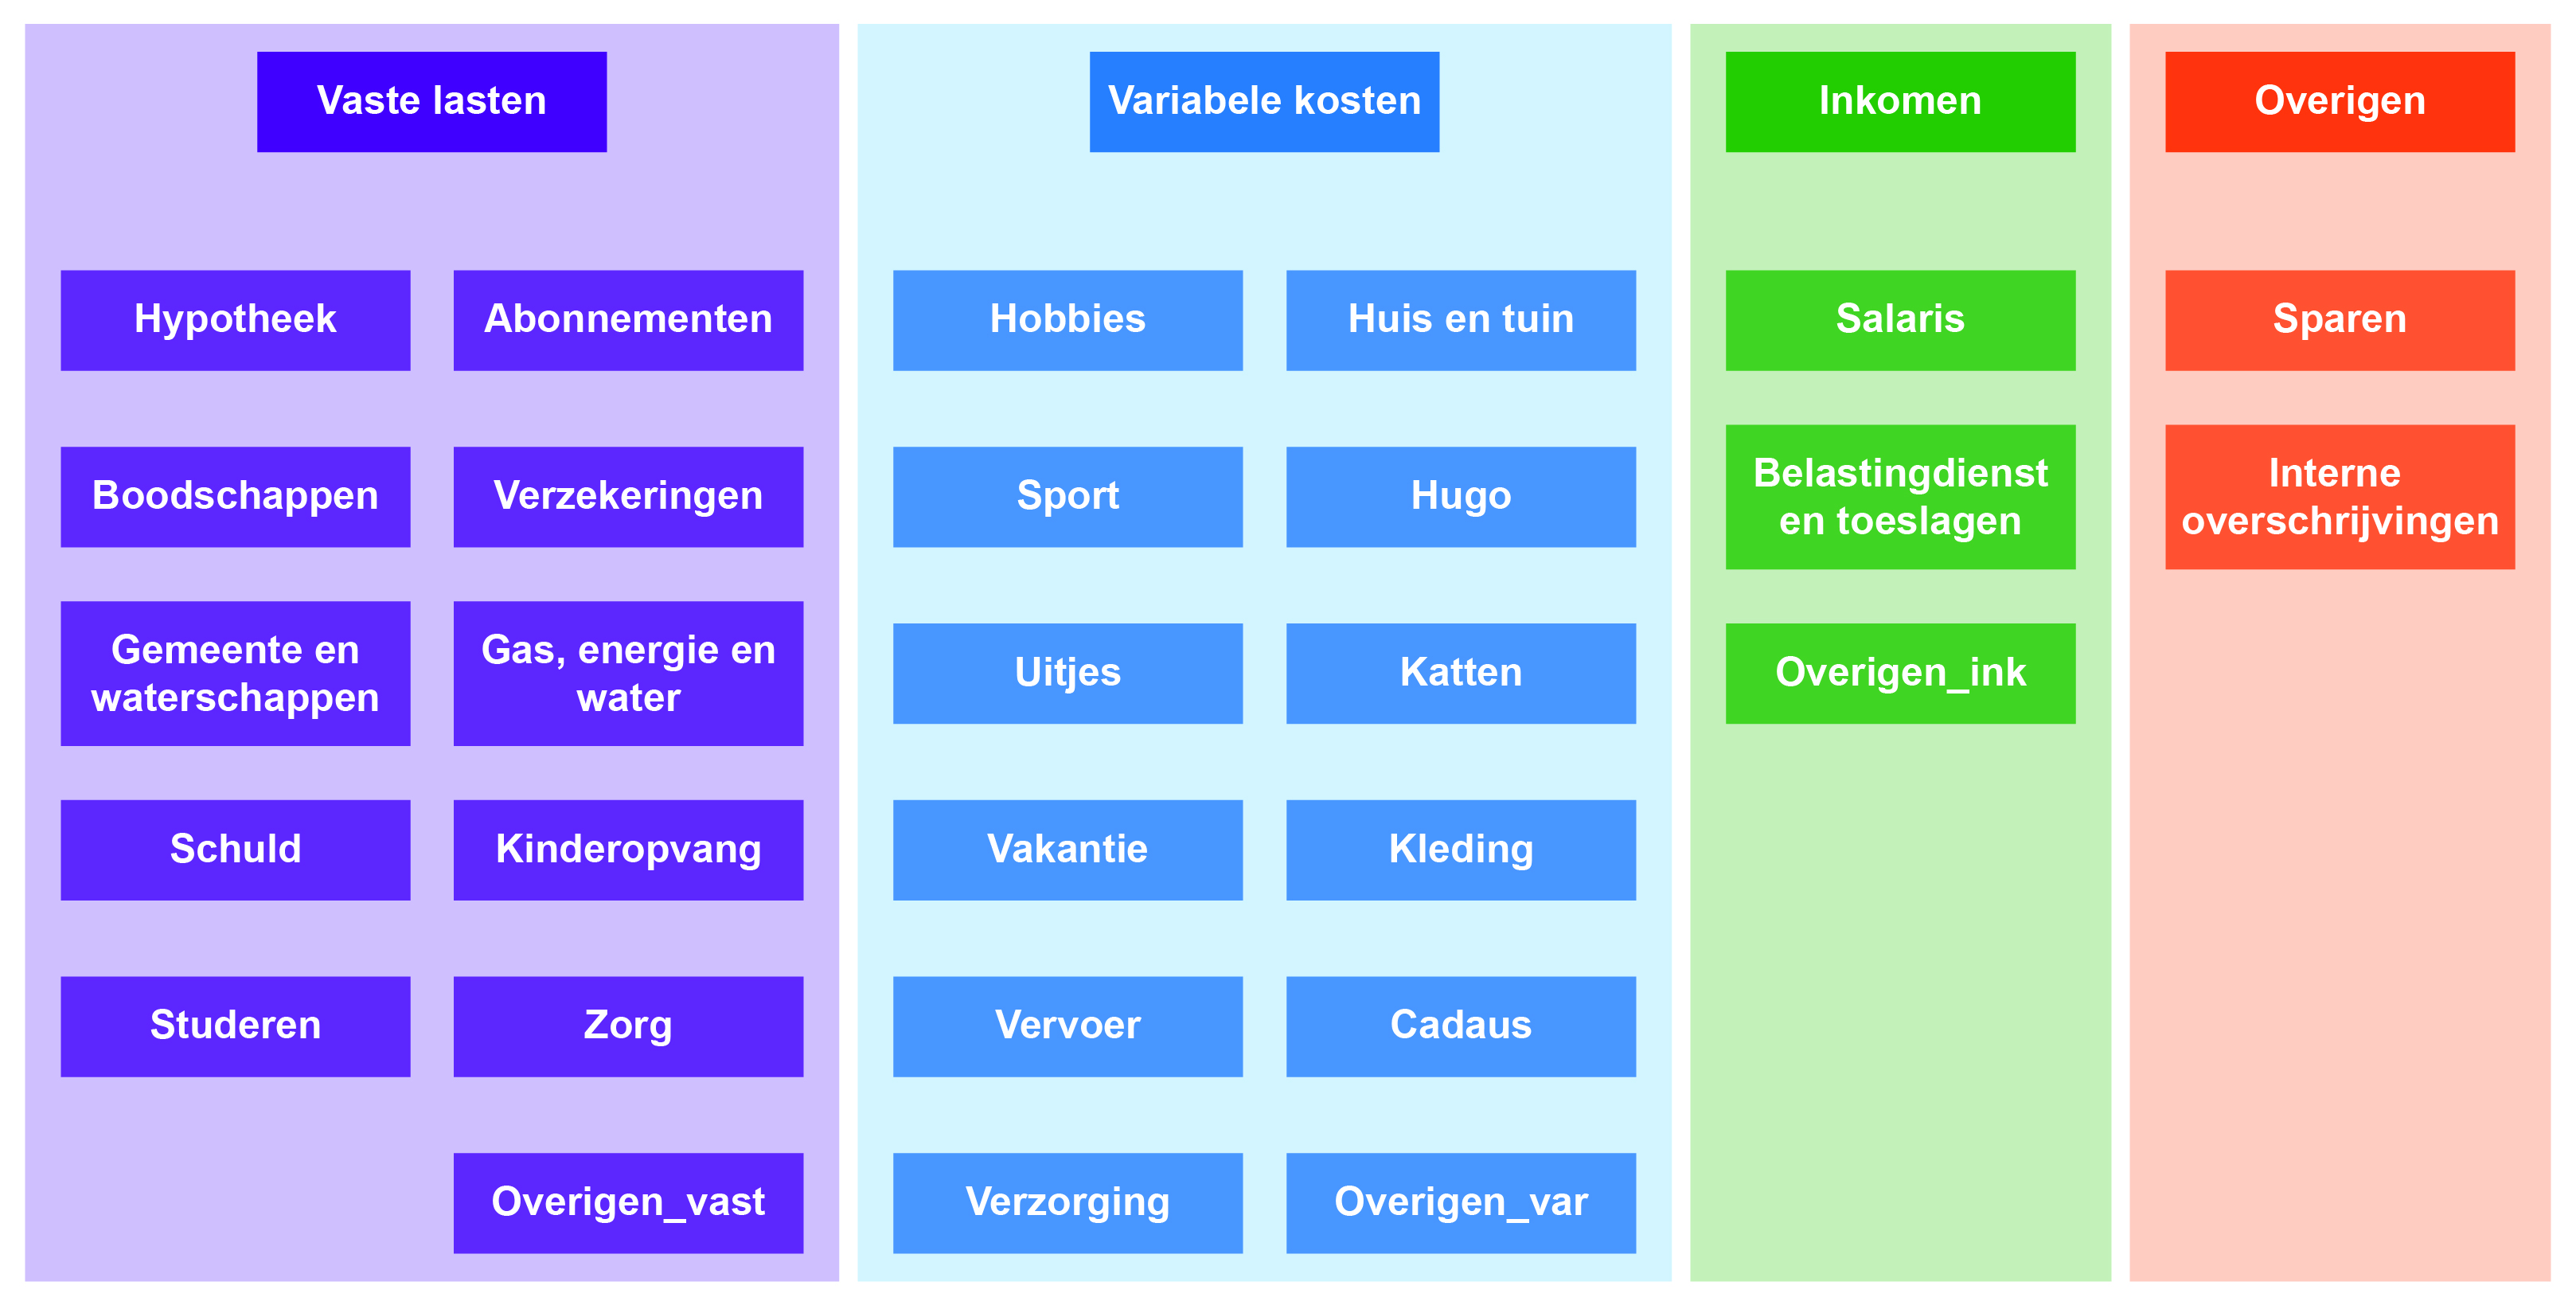 Vaste lasten
Hypotheek
Abonnementen
Boodschappen
Verzekeringen
Gemeente en
waterschappen
Gas, energie en
water
Schuld
Kinderopvang
Studeren
Zorg
Overigen_vast
Variabele kosten
Hobbies
Huis en tuin
Sport
Hugo
Uitjes
Katten
Vakantie
Kleding
Vervoer
Cadaus
Verzorging
Overigen_var
Inkomen
Salaris
Belastingdienst
en toeslagen
Overigen_ink
Overigen
Sparen
Interne
overschrijvingen